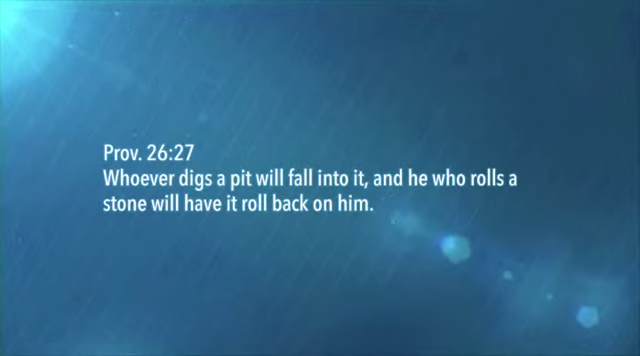 Prov. 26:27
Whoever digs a pit will fall into it, and he who rolls a
stone will have it roll back on him.